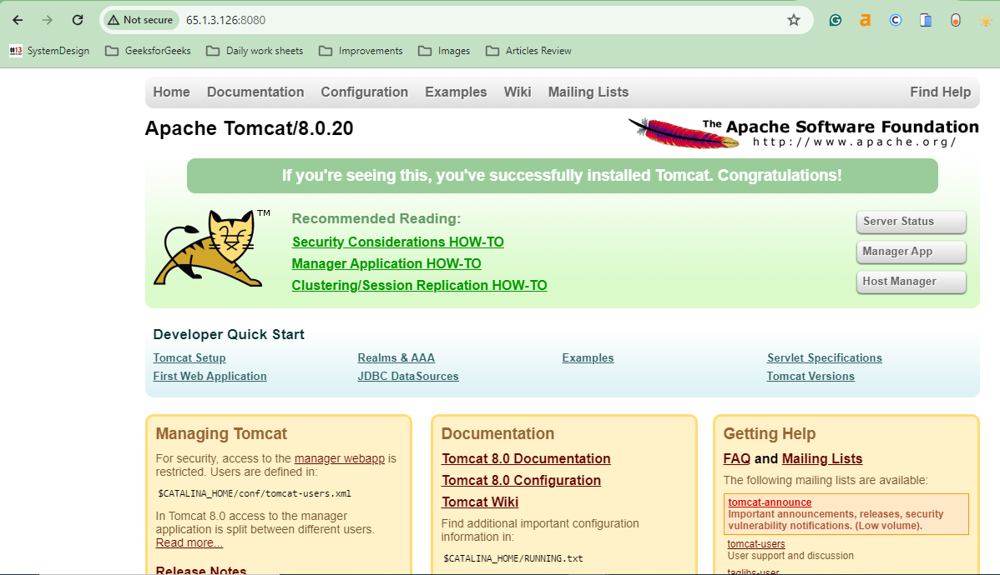 Not secure 65.1.3.126:8080
#13 SystemDesign GeeksforGeeks Daily work sheets Improvements Images Articles Review
Home Documentation Configuration Examples Wiki Mailing Lists Find Help
Apache Tomcat/8.0.20
The Apache Software Foundation
http://www.apache.org/
If you're seeing this, you've successfully installed Tomcat. Congratulations!
TM
Recommended Reading:
Security Considerations HOW-TO
Manager Application HOW-TO
Clustering/Session Replication HOW-TO
Server Status
Manager App
Host Manager
Developer Quick Start
Tomcat Setup Realms & AAA Examples Servlet Specifications
First Web Application JDBC DataSources Tomcat Versions
Managing Tomcat
For security, access to the manager webapp is
restricted. Users are defined in:
$CATALINA_HOME/conf/tomcat-users.xml
In Tomcat 8.0 access to the manager
application is split between different users.
Read more...
Release Notes
Documentation
Tomcat 8.0 Documentation
Tomcat 8.0 Configuration
Tomcat Wiki
Find additional important configuration
information in:
$CATALINA_HOME/RUNNING.txt
Getting Help
FAQ and Mailing Lists
The following mailing lists are available:
tomcat-announce
Important announcements, releases, security
vulnerability notifications. (Low volume).
tomcat-users
User support and discussion
taglibs-user